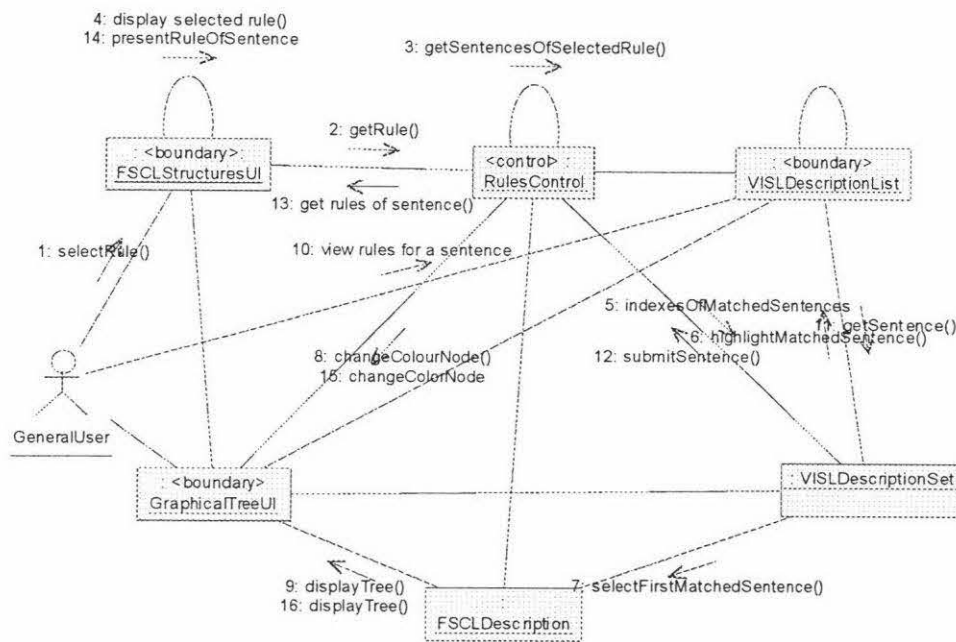 4: display selected rule()
14: presentRuleOfSentence
3: getSentencesOfSelectedRule()
: <boundary>:
FSCLStructuresUI
2: getRule()
<control> :
RulesControl
: <boundary>
VISLDescriptionList
13: get rules of sentence()
1: selectRule()
10: view rules for a sentence
5: indexesOfMatchedSentences
11: getSentence()
6: highlightMatchedSentence()
8: changeColourNode()
12: submitSentence()
15: changeColorNode
GeneralUser
: <boundary>
GraphicalTreeUI
: VISLDescriptionSet
9: displayTree()
7: selectFirstMatchedSentence()
16: displayTree()
FSCLDescription